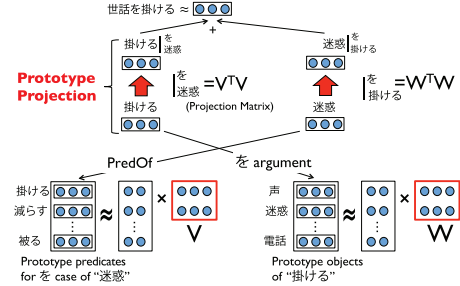 世話を掛ける ≈
+
掛ける|を迷惑
迷惑|を掛ける
Prototype
Projection
|を迷惑 =VᵀV
(Projection Matrix)
|を掛ける =WᵀW
掛ける
迷惑
PredOf
を argument
掛ける
減らす
⋮
被る
≈
×
V
声
迷惑
⋮
電話
≈
×
W
Prototype predicates
for を case of “迷惑”
Prototype objects
of “掛ける”